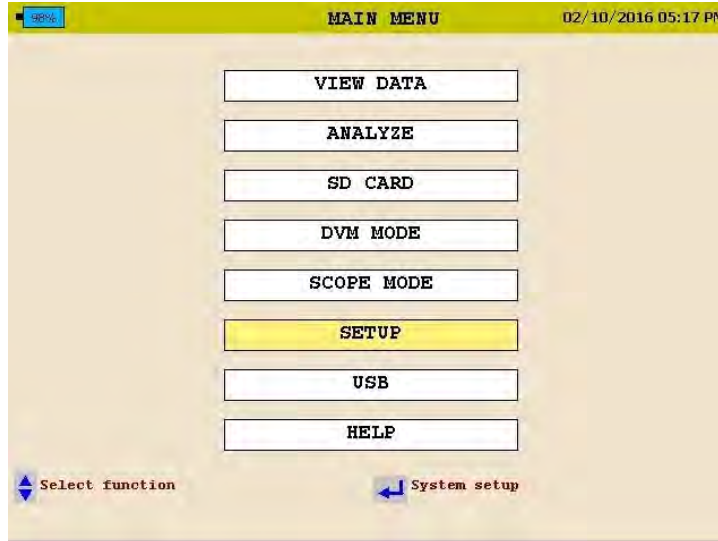 98% MAIN MENU 02/10/2016 05:17 PM
VIEW DATA
ANALYZE
SD CARD
DVM MODE
SCOPE MODE
SETUP
USB
HELP
Select function System setup